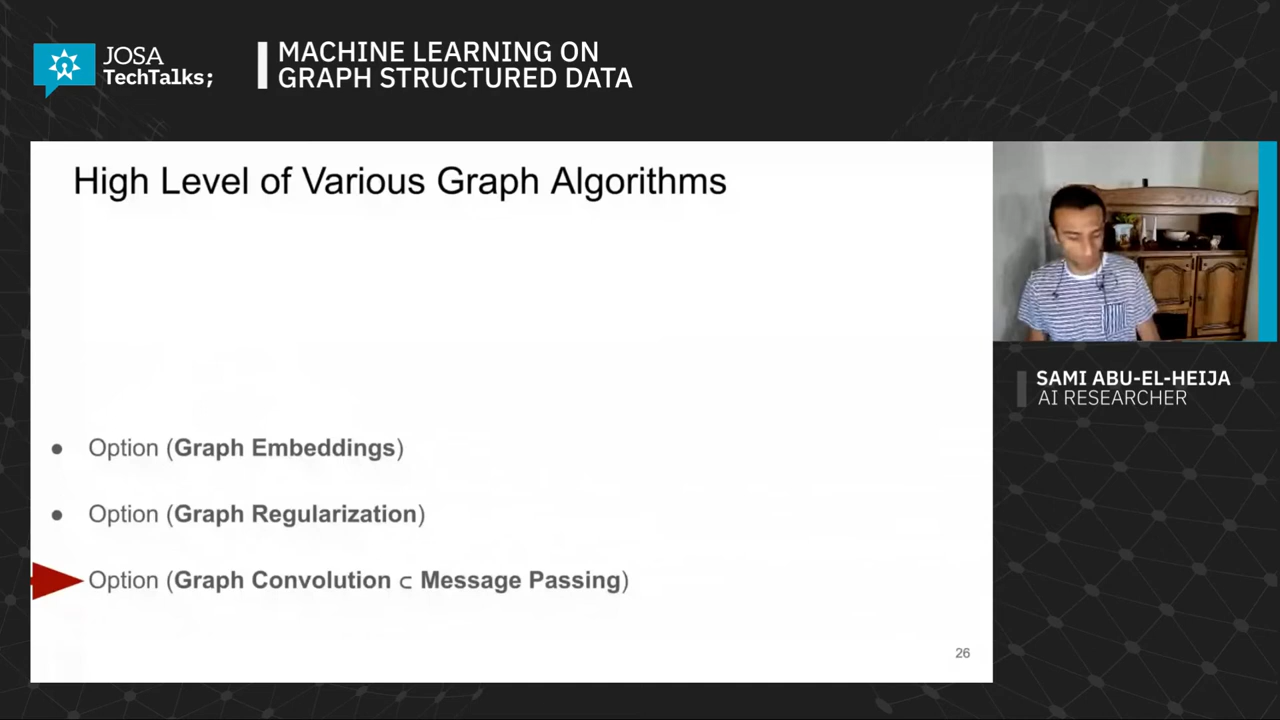 JOSA
TechTalks;
MACHINE LEARNING ON
GRAPH STRUCTURED DATA
High Level of Various Graph Algorithms
● Option (Graph Embeddings)
● Option (Graph Regularization)
Option (Graph Convolution ⊂ Message Passing)
26
SAMI ABU-EL-HEIJA
AI RESEARCHER